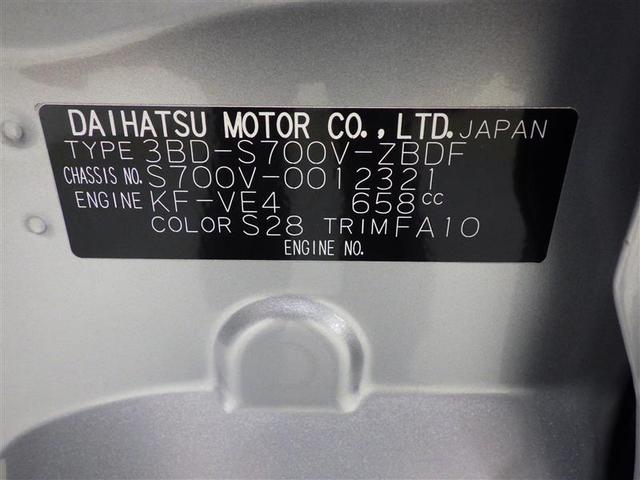 DAIHATSU MOTOR CO., LTD. JAPAN
TYPE 3BD-S700V-ZBDF
CHASSIS NO. S700V-0012321
ENGINE KF-VE4 658cc
COLOR S28 TRIM FA10
ENGINE NO.